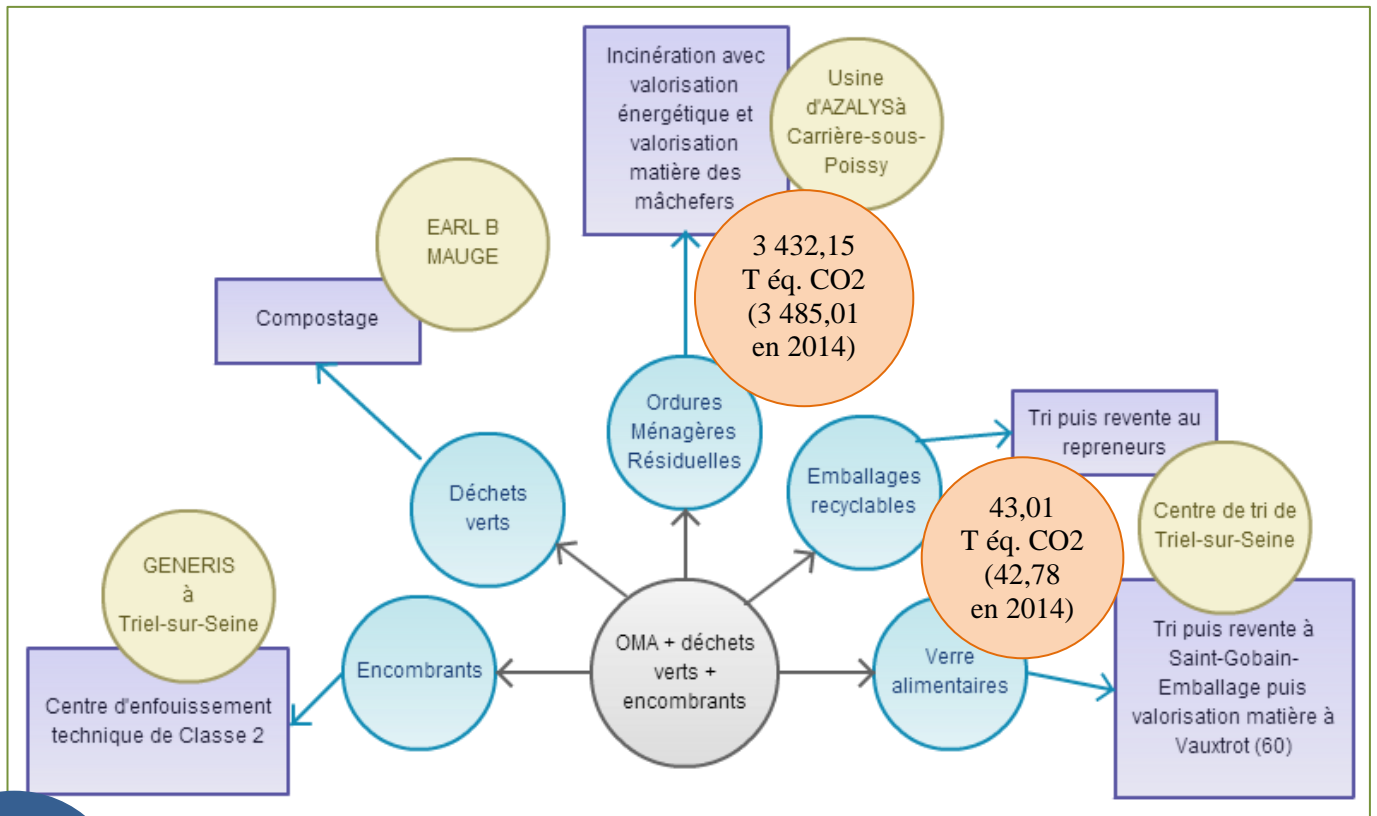 Incinération avec
valorisation
énergétique et
valorisation
matière des
mâchefers
Usine
d'AZALYSà
Carrière-sous-
Poissy
EARL B
MAUGE
3 432,15
T éq. CO2
(3 485,01
en 2014)
Compostage
Ordures
Ménagères
Résiduelles
Tri puis revente au
repreneurs
Emballages
recyclables
Déchets
verts
43,01
T éq. CO2
(42,78
en 2014)
Centre de tri de
Triel-sur-Seine
GENERIS
à
Triel-sur-Seine
OMA + déchets
verts +
encombrants
Encombrants
Verre
alimentaires
Tri puis revente à
Saint-Gobain-
Emballage puis
valorisation matière à
Vauxtrot (60)
Centre d'enfouissement
technique de Classe 2